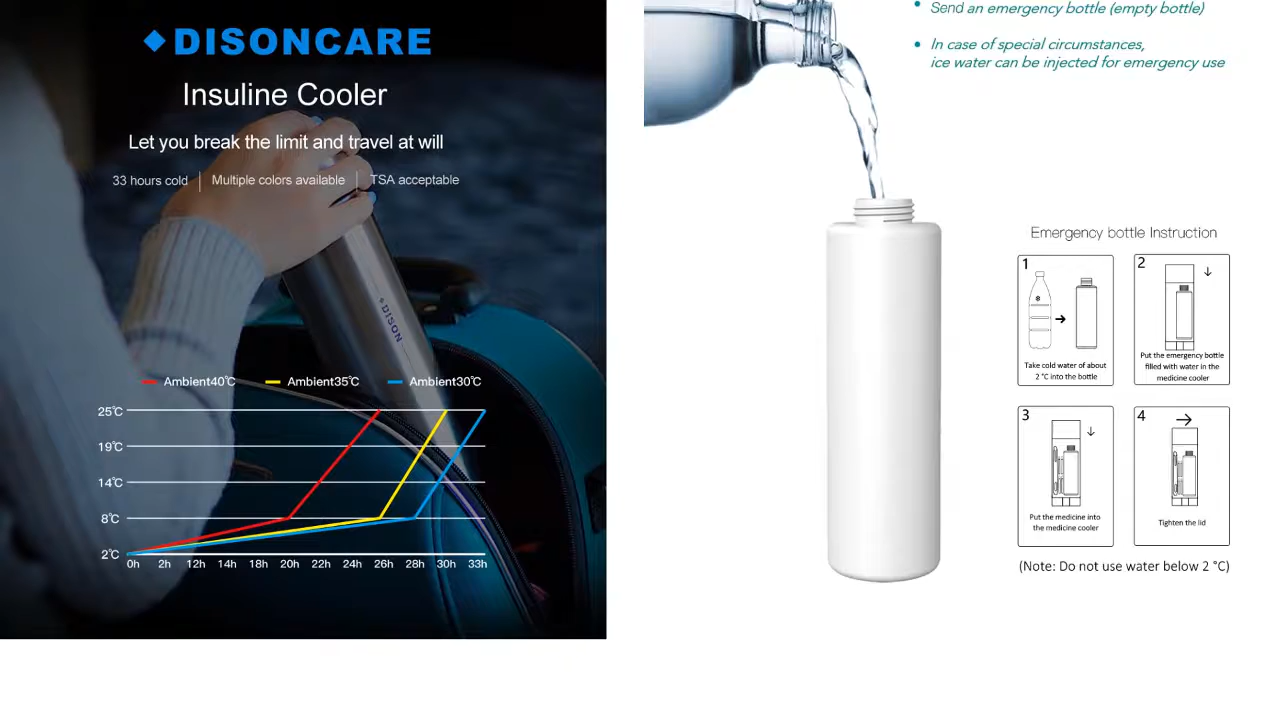 DISONCARE
Insuline Cooler
Let you break the limit and travel at will
33 hours cold
Multiple colors available
TSA acceptable
DISON
Ambient40℃
Ambient35℃
Ambient30℃
25℃
19℃
14℃
8℃
2℃
0h 2h 12h 14h 18h 20h 22h 24h 26h 28h 30h 33h
Send an emergency bottle (empty bottle)
In case of special circumstances,
ice water can be injected for emergency use
Emergency bottle Instruction
1
Take cold water of about
2 °C into the bottle
2
Put the emergency bottle
filled with water in the
medicine cooler
3
Put the medicine into
the medicine cooler
4
Tighten the lid
(Note: Do not use water below 2 °C)